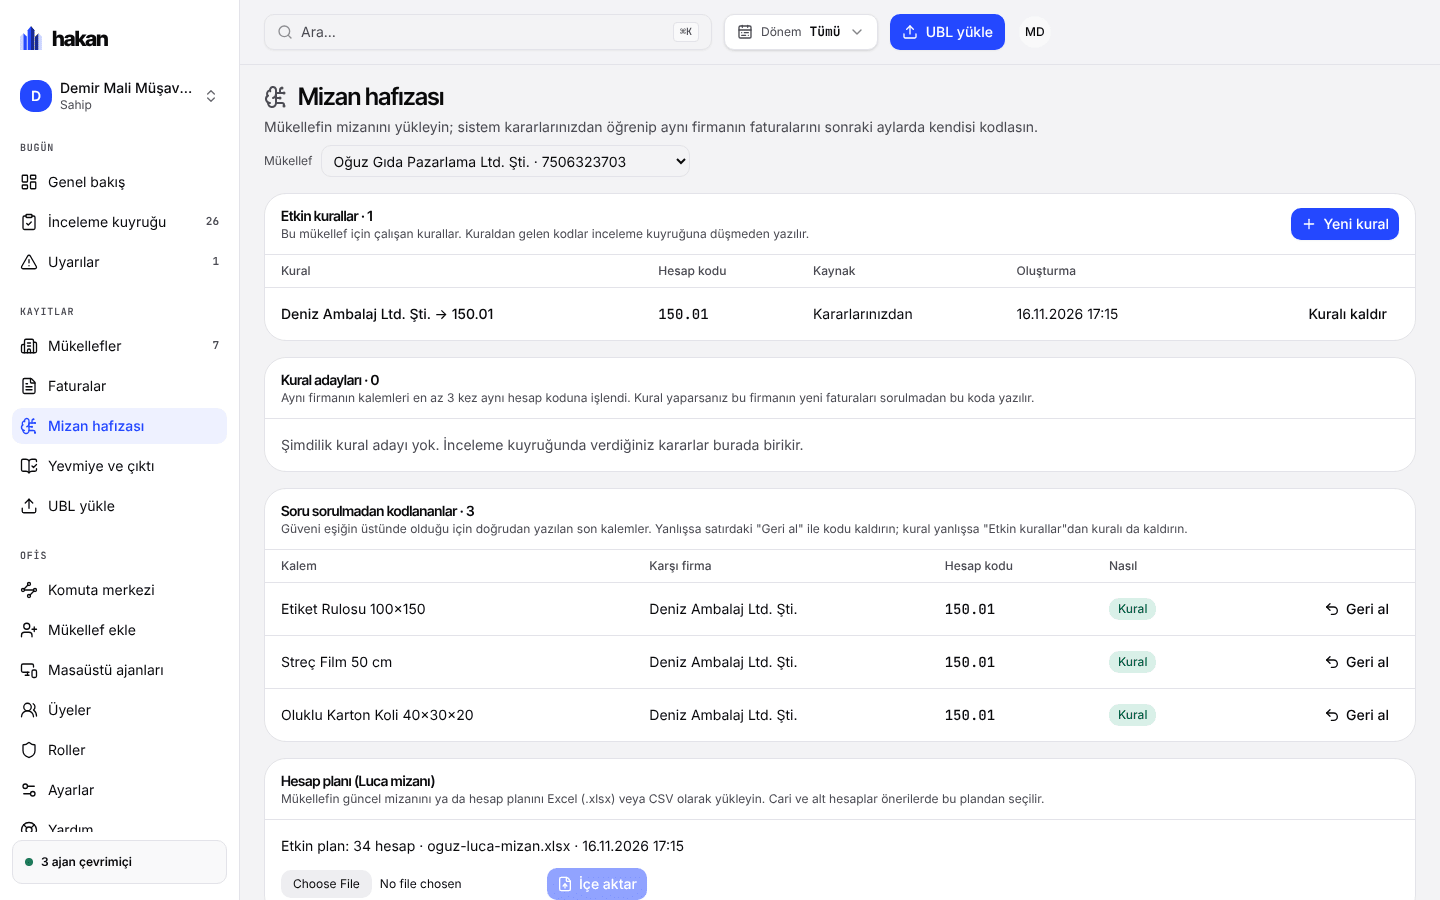 hakan
Ara...
⌘K
Dönem Tümü
UBL yükle
MD
D
Demir Mali Müşav...
Sahip
BUGÜN
Genel bakış
İnceleme kuyruğu 26
Uyarılar 1
KAYITLAR
Mükellefler 7
Faturalar
Mizan hafızası
Yevmiye ve çıktı
UBL yükle
OFİS
Komuta merkezi
Mükellef ekle
Masaüstü ajanları
Üyeler
Roller
Ayarlar
Yardım
3 ajan çevrimiçi
Mizan hafızası
Mükellefin mizanını yükleyin; sistem kararlarınızdan öğrenip aynı firmanın faturalarını sonraki aylarda kendisi kodlasın.
Mükellef Oğuz Gıda Pazarlama Ltd. Şti. · 7506323703
Etkin kurallar · 1
Bu mükellef için çalışan kurallar. Kuraldan gelen kodlar inceleme kuyruğuna düşmeden yazılır.
Yeni kural
Kural Hesap kodu Kaynak Oluşturma
Deniz Ambalaj Ltd. Şti. → 150.01 150.01 Kararlarınızdan 16.11.2026 17:15 Kuralı kaldır
Kural adayları · 0
Aynı firmanın kalemleri en az 3 kez aynı hesap koduna işlendi. Kural yaparsanız bu firmanın yeni faturaları sorulmadan bu koda yazılır.
Şimdilik kural adayı yok. İnceleme kuyruğunda verdiğiniz kararlar burada birikir.
Soru sorulmadan kodlananlar · 3
Güveni eşiğin üstünde olduğu için doğrudan yazılan son kalemler. Yanlışsa satırdaki "Geri al" ile kodu kaldırın; kural yanlışsa "Etkin kurallar"dan kuralı da kaldırın.
Kalem Karşı firma Hesap kodu Nasıl
Etiket Rulosu 100×150 Deniz Ambalaj Ltd. Şti. 150.01 Kural Geri al
Streç Film 50 cm Deniz Ambalaj Ltd. Şti. 150.01 Kural Geri al
Oluklu Karton Koli 40×30×20 Deniz Ambalaj Ltd. Şti. 150.01 Kural Geri al
Hesap planı (Luca mizanı)
Mükellefin güncel mizanını ya da hesap planını Excel (.xlsx) veya CSV olarak yükleyin. Cari ve alt hesaplar önerilerde bu plandan seçilir.
Etkin plan: 34 hesap · oguz-luca-mizan.xlsx · 16.11.2026 17:15
Choose File No file chosen İçe aktar